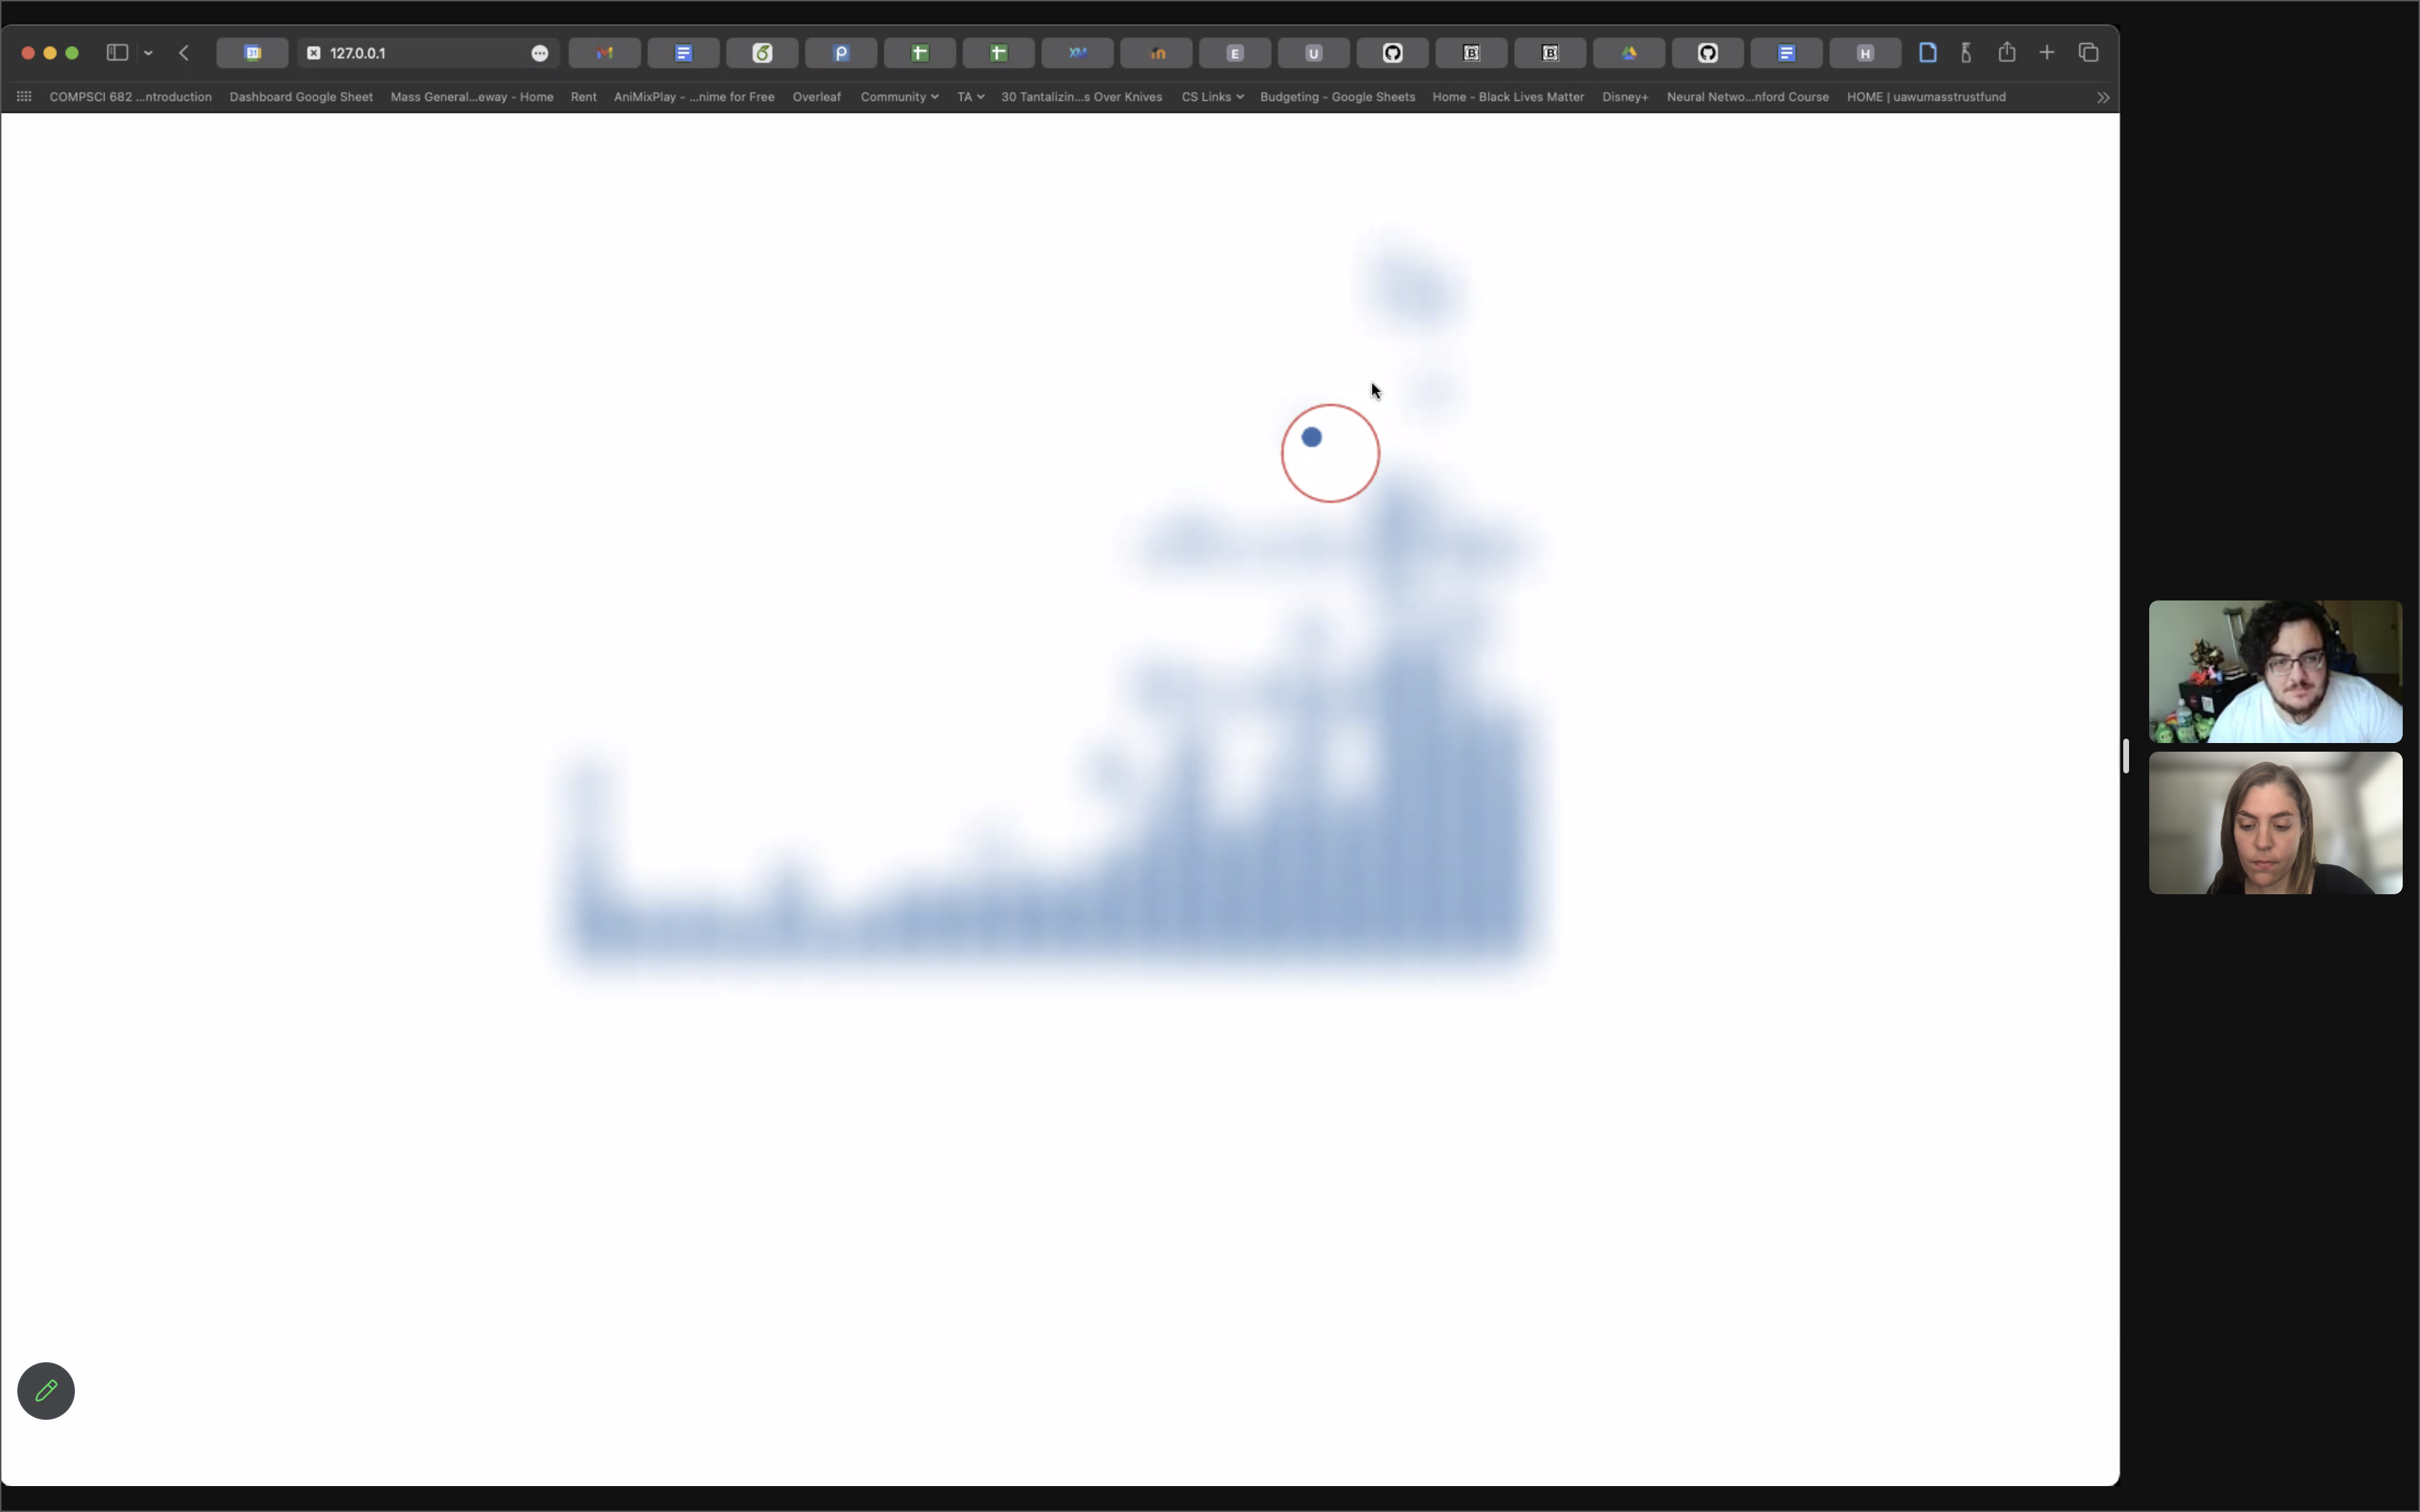 31 127.0.0.1 E U B B H
COMPSCI 682 ...ntroduction Dashboard Google Sheet Mass General...eway - Home Rent AniMixPlay - ...nime for Free Overleaf Community TA 30 Tantalizin...s Over Knives CS Links Budgeting - Google Sheets Home - Black Lives Matter Disney+ Neural Netwo...nford Course HOME | uawumasstrustfund